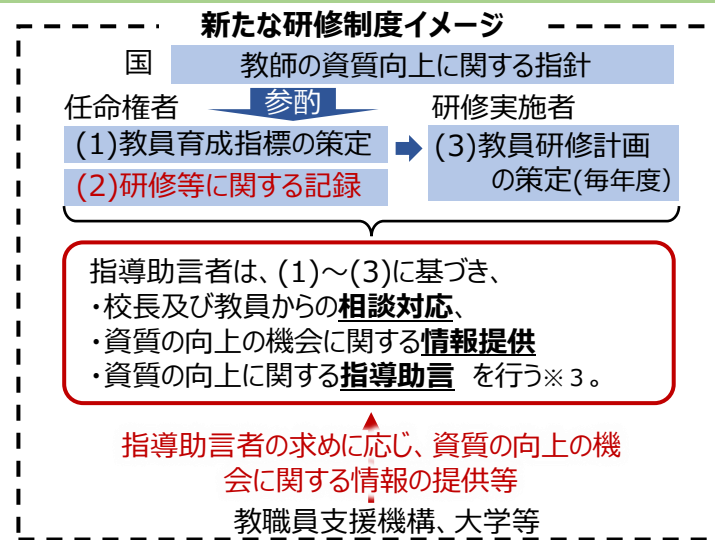 新たな研修制度イメージ
国 教師の資質向上に関する指針
任命権者 参酌 研修実施者
(1)教員育成指標の策定 (3)教員研修計画
(2)研修等に関する記録 の策定(毎年度)
指導助言者は、(1)～(3)に基づき、
・校長及び教員からの相談対応、
・資質の向上の機会に関する情報提供
・資質の向上に関する指導助言 を行う※３。
指導助言者の求めに応じ、資質の向上の機
会に関する情報の提供等
教職員支援機構、大学等